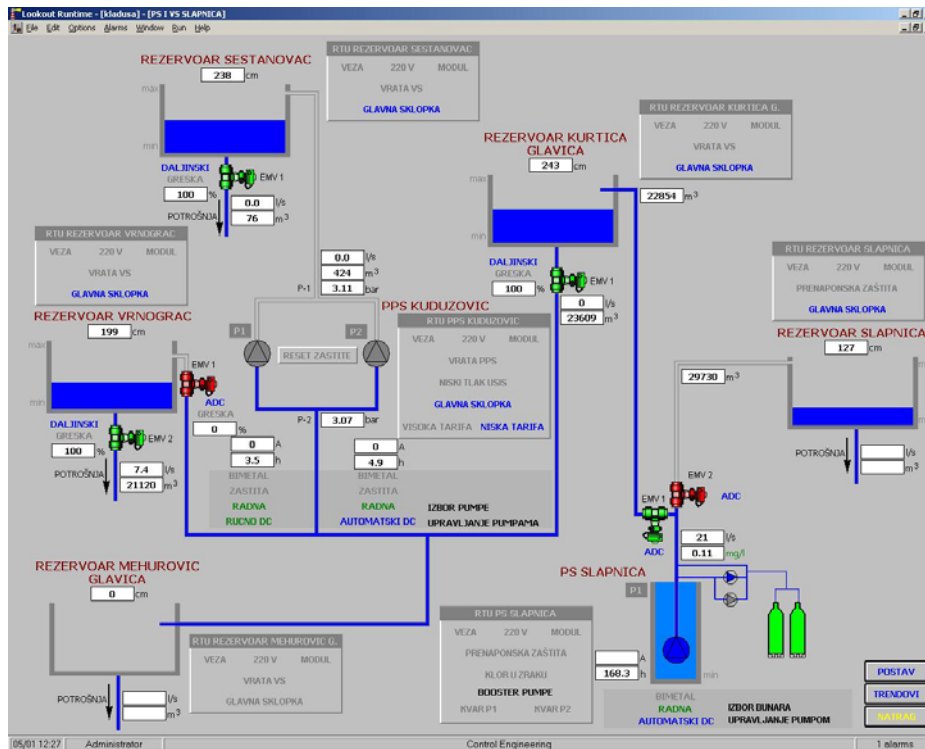 Lookout Runtime - [kladusa] - [PS I VS SLAPNICA]
File Edit Options Alarms Window Run Help
REZERVOAR SESTANOVAC
238 cm
max
min
DALJINSKI
GRESKA
100 %
EMV 1
0.0 l/s
POTROŠNJA
76 m³
RTU REZERVOAR SESTANOVAC
VEZA 220 V MODUL
VRATA VS
GLAVNA SKLOPKA
REZERVOAR KURTICA
GLAVICA
243 cm
max
min
DALJINSKI
GRESKA
100 %
EMV 1
0 l/s
23609 m³
RTU REZERVOAR KURTICA G.
VEZA 220 V MODUL
VRATA VS
GLAVNA SKLOPKA
22854 m³
RTU REZERVOAR VRNOGRAC
VEZA 220 V MODUL
VRATA VS
GLAVNA SKLOPKA
REZERVOAR VRNOGRAC
199 cm
max
min
EMV 1
ADC
GRESKA
0 %
DALJINSKI
GRESKA
100 %
EMV 2
POTROŠNJA
7.4 l/s
21120 m³
0.0 l/s
424 m³
P-1 3.11 bar
PPS KUDUZOVIC
P1
P2
RESET ZASTITE
P-2 3.07 bar
RTU PPS KUDUZOVIC
VEZA 220 V MODUL
VRATA PPS
NISKI TLAK USIS
GLAVNA SKLOPKA
VISOKA TARIFA NISKA TARIFA
0 A
3.5 h
0 A
4.9 h
BIMETAL BIMETAL
ZASTITA ZASTITA
RADNA RADNA IZBOR PUMPE
RUCNO DC AUTOMATSKI DC UPRAVLJANJE PUMPAMA
RTU REZERVOAR SLAPNICA
VEZA 220 V MODUL
PRENAPONSKA ZAŠTITA
GLAVNA SKLOPKA
REZERVOAR SLAPNICA
127 cm
29730 m³
max
min
POTROŠNJA
l/s
m³
EMV 2
ADC
EMV 1
ADC
21 l/s
0.11 mg/l
REZERVOAR MEHUROVIC
GLAVICA
0 cm
POTROŠNJA
l/s
m³
RTU REZERVOAR MEHUROVIC G.
VEZA 220 V MODUL
VRATA VS
GLAVNA SKLOPKA
PS SLAPNICA
P1
RTU PS SLAPNICA
VEZA 220 V MODUL
PRENAPONSKA ZAŠTITA
KLOR U ZRAKU
BOOSTER PUMPE
KVAR P1 KVAR P2
A
168.3 h
min
BIMETAL
RADNA IZBOR BUNARA
AUTOMATSKI DC UPRAVLJANJE PUMPOM
POSTAV
TRENDOVI
NATRAG
05/01 12:27 Administrator Control Engineering 1 alarms